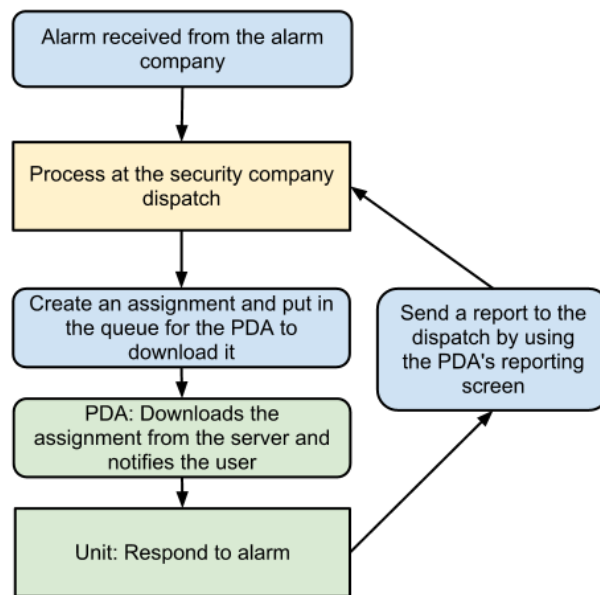 Alarm received from the alarm
company
Process at the security company
dispatch
Create an assignment and put in
the queue for the PDA to
download it
Send a report to the
dispatch by using
the PDA's reporting
screen
PDA: Downloads the
assignment from the server and
notifies the user
Unit: Respond to alarm